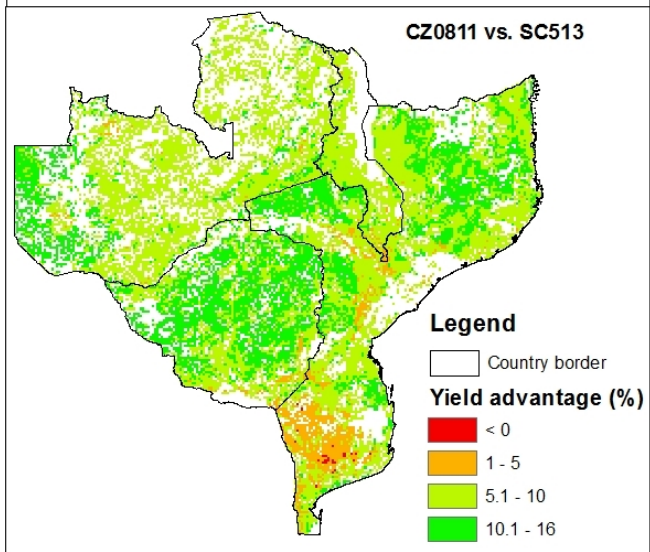 CZ0811 vs. SC513
Legend
Country border
Yield advantage (%)
< 0
1 - 5
5.1 - 10
10.1 - 16